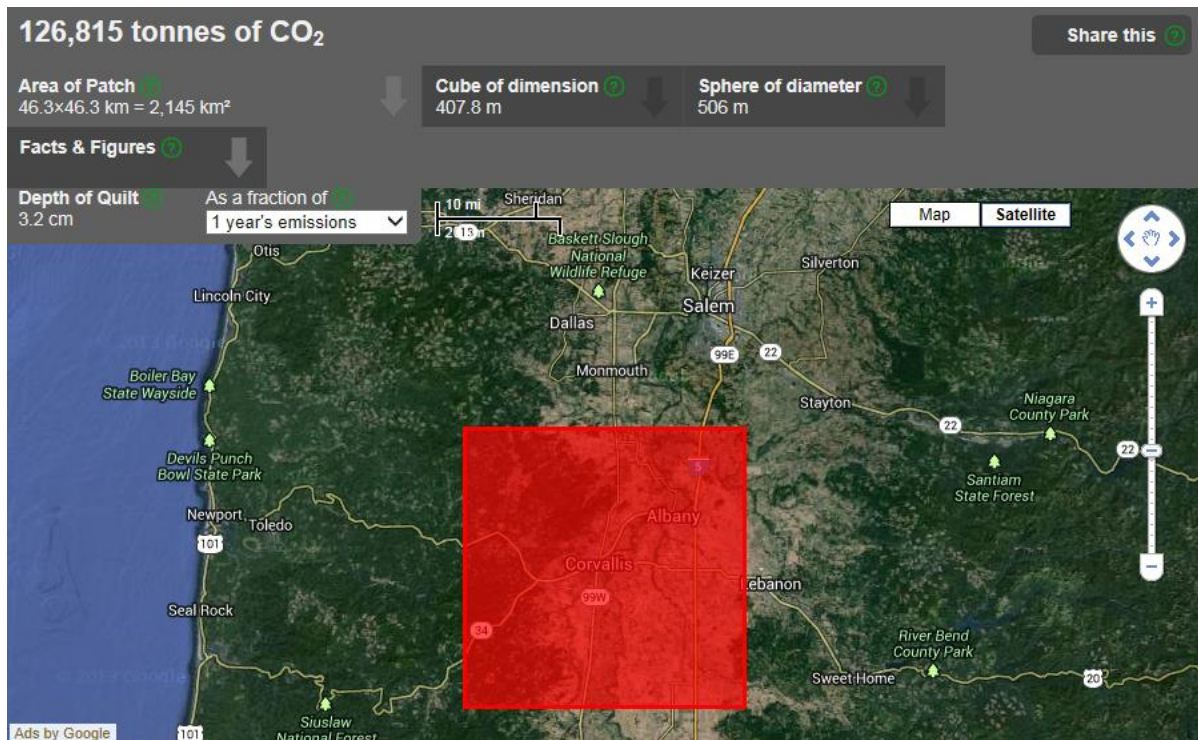 126,815 tonnes of CO₂
Share this ?
Area of Patch ?
46.3×46.3 km = 2,145 km²
Cube of dimension ?
407.8 m
Sphere of diameter ?
506 m
Facts & Figures ?
Depth of Quilt ?
3.2 cm
As a fraction of ?
1 year's emissions
10 mi
Sheridan
Map
Satellite
13
Otis
Baskett Slough
National
Wildlife Refuge
Keizer
Silverton
Lincoln City
Salem
Dallas
99E
22
Boiler Bay
State Wayside
Monmouth
Stayton
Niagara
County Park
22
22
Devils Punch
Bowl State Park
5
Santiam
State Forest
Newport
Toledo
Albany
101
Corvallis
Lebanon
99W
Seal Rock
34
River Bend
County Park
Sweet Home
20
Siuslaw
National Forest
101
Ads by Google